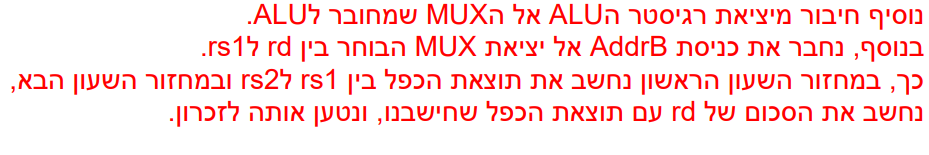 נוסיף חיבור מיציאת רגיסטר הALU אל הMUX שמחובר לALU.
בנוסף, נחבר את כניסת AddrB אל יציאת MUX הבוחר בין rd לrs1.
כך, במחזור השעון הראשון נחשב את תוצאת הכפל בין rs1 לrs2 ובמחזור השעון הבא,
נחשב את הסכום של rd עם תוצאת הכפל שחישבנו, ונטען אותה לזכרון.